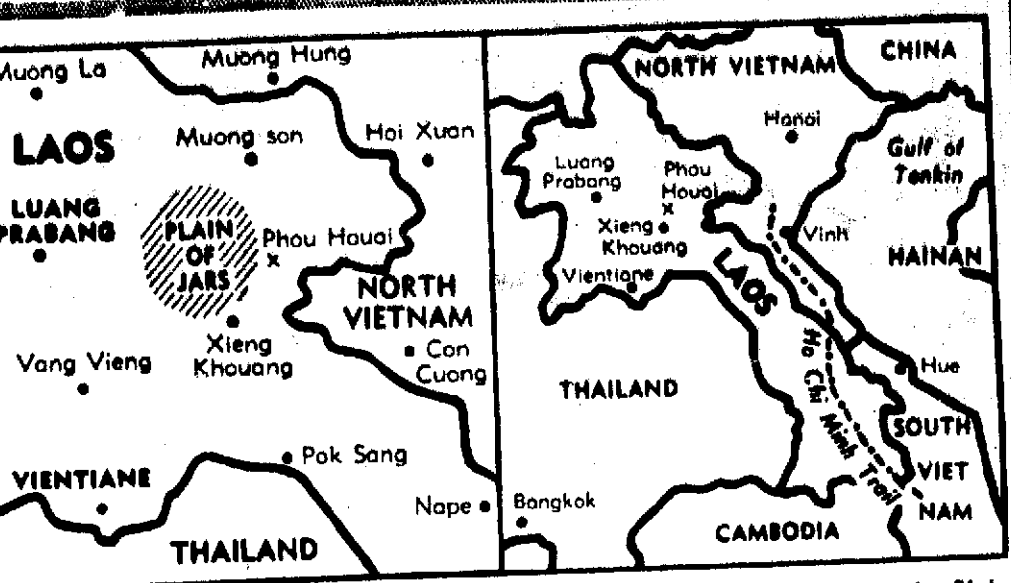 Muong La
Muong Hung
LAOS
Muong son
Hoi Xuan
LUANG
PRABANG
PLAIN
OF
JARS
Phou Houai
x
NORTH
VIETNAM
Xieng
Khouang
Con
Cuong
Vang Vieng
Pak Sang
VIENTIANE
Nape
THAILAND
CHINA
NORTH VIETNAM
Hanoi
Gulf of
Tonkin
Luang
Prabang
Phou
Houai
x
Xieng
Khouang
Vinh
HAINAN
Vientiane
LAOS
Ho Chi Minh Trail
Hue
THAILAND
SOUTH
VIET
NAM
Bangkok
CAMBODIA